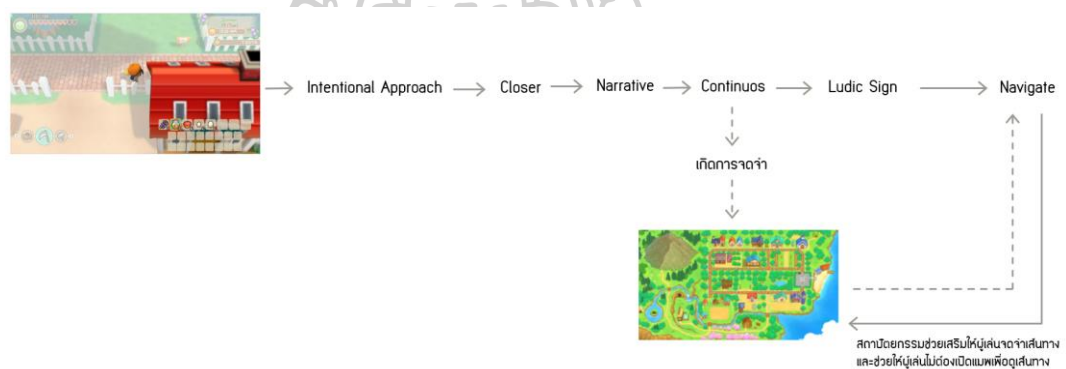 Intentional Approach
Closer
Narrative
Continuos
Ludic Sign
Navigate
เกิดการจดจำ
สถาปัตยกรรมช่วยเสริมให้ผู้เล่นจดจำเส้นทาง
และช่วยให้ผู้เล่นไม่ต้องเปิดแมพเพื่อดูเส้นทาง